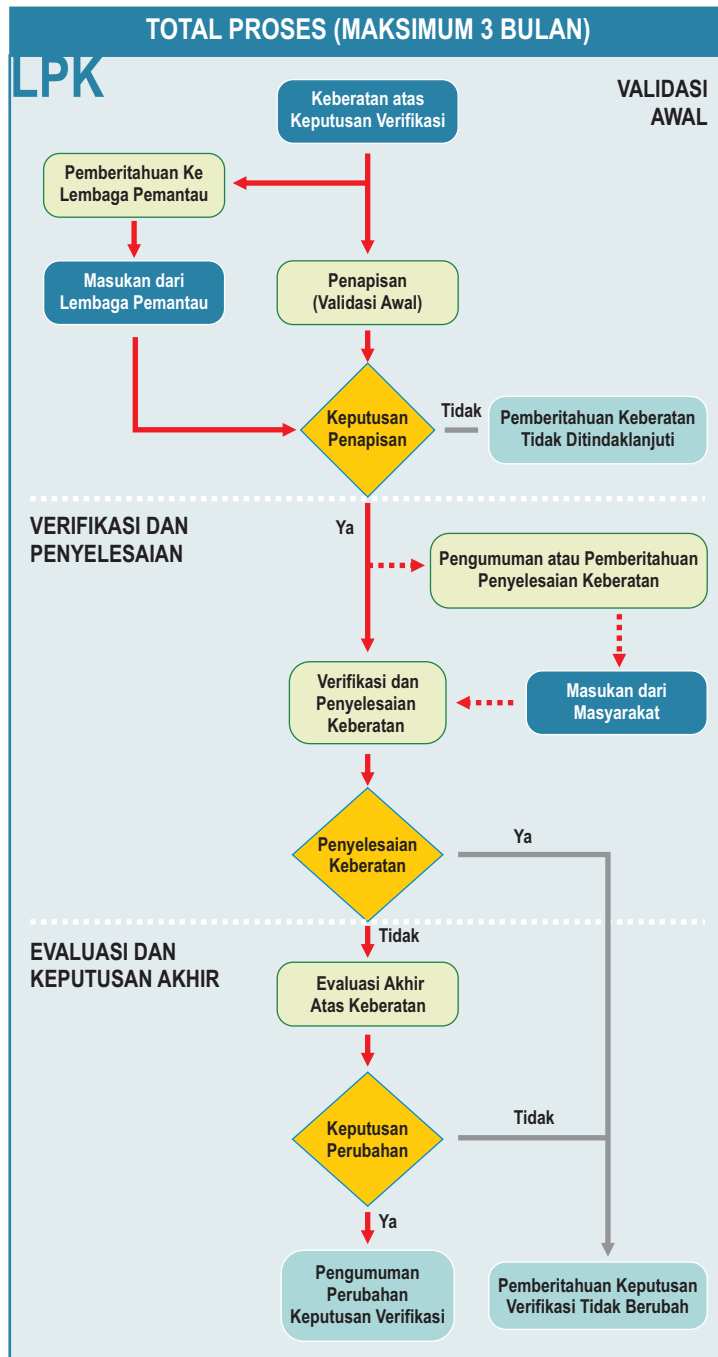 TOTAL PROSES (MAKSIMUM 3 BULAN)
LPK
VALIDASI
AWAL
Keberatan atas
Keputusan Verifikasi
Pemberitahuan Ke
Lembaga Pemantau
Masukan dari
Lembaga Pemantau
Penapisan
(Validasi Awal)
Keputusan
Penapisan
Tidak
Pemberitahuan Keberatan
Tidak Ditindaklanjuti
VERIFIKASI DAN
PENYELESAIAN
Ya
Pengumuman atau Pemberitahuan
Penyelesaian Keberatan
Verifikasi dan
Penyelesaian
Keberatan
Masukan dari
Masyarakat
Penyelesaian
Keberatan
Ya
Tidak
EVALUASI DAN
KEPUTUSAN AKHIR
Evaluasi Akhir
Atas Keberatan
Keputusan
Perubahan
Tidak
Ya
Pengumuman
Perubahan
Keputusan Verifikasi
Pemberitahuan Keputusan
Verifikasi Tidak Berubah